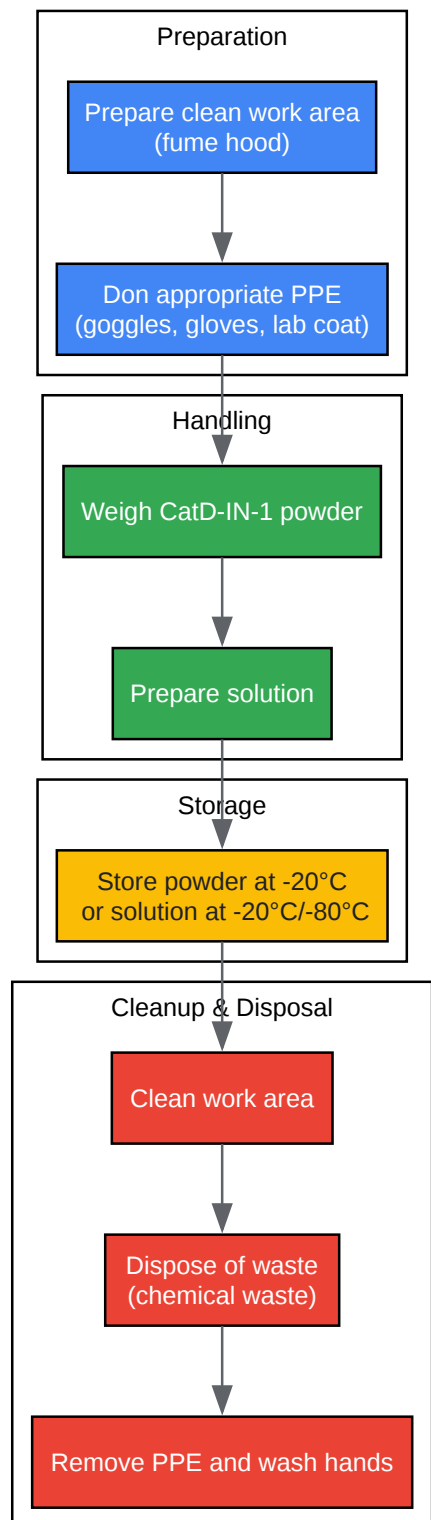 Preparation
Prepare clean work area
(fume hood)
Don appropriate PPE
(goggles, gloves, lab coat)
Handling
Weigh CatD-IN-1 powder
Prepare solution
Storage
Store powder at -20°C
or solution at -20°C/-80°C
Cleanup & Disposal
Clean work area
Dispose of waste
(chemical waste)
Remove PPE and wash hands